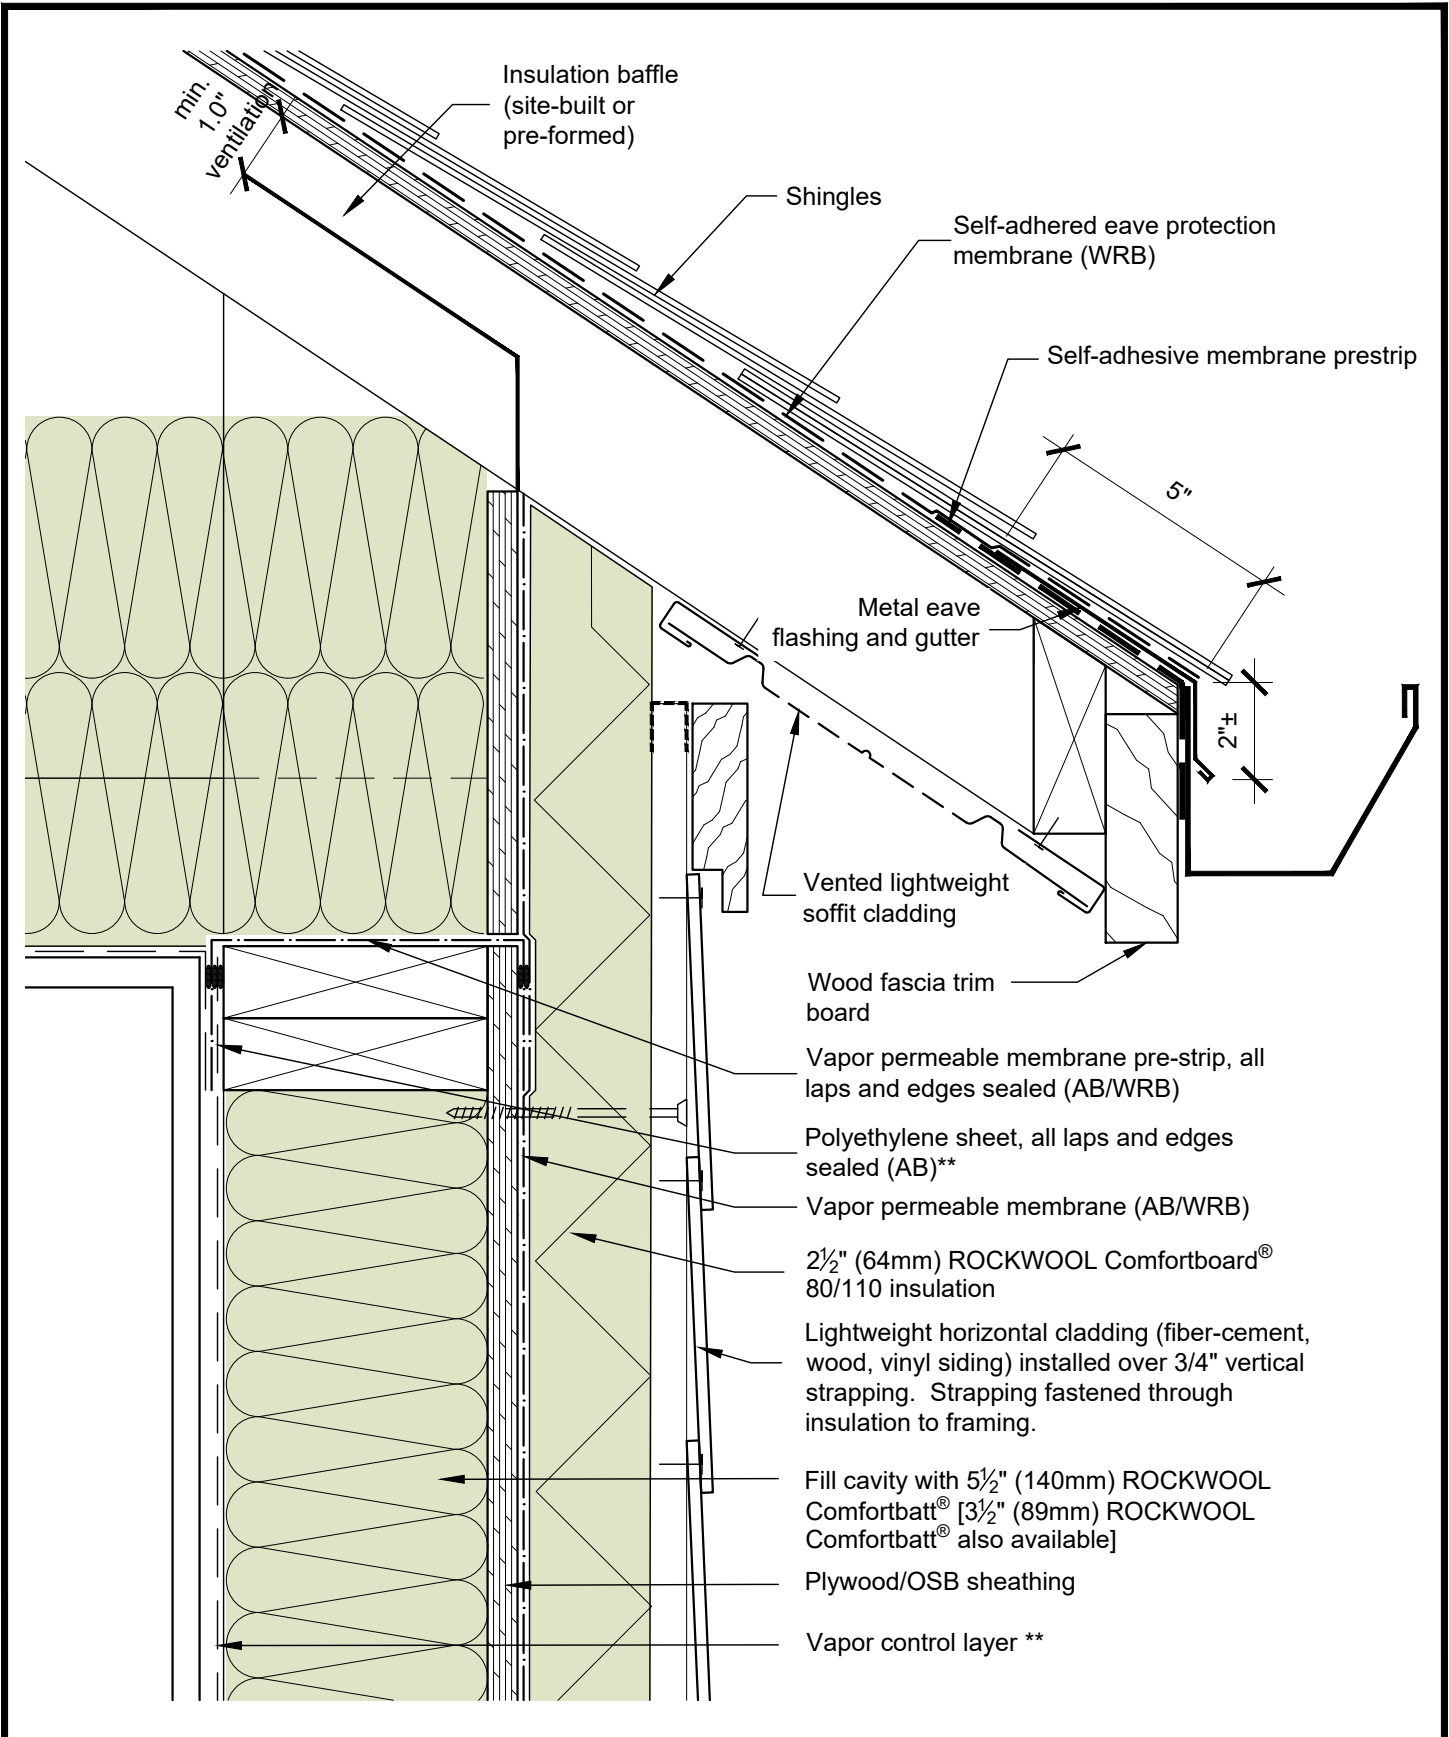 min.
1.0"
ventilation
Insulation baffle
(site-built or
pre-formed)
Shingles
Self-adhered eave protection
membrane (WRB)
Self-adhesive membrane prestrip
5"
Metal eave
flashing and gutter
2"±
Vented lightweight
soffit cladding
Wood fascia trim
board
Vapor permeable membrane pre-strip, all
laps and edges sealed (AB/WRB)
Polyethylene sheet, all laps and edges
sealed (AB)**
Vapor permeable membrane (AB/WRB)
2½" (64mm) ROCKWOOL Comfortboard®
80/110 insulation
Lightweight horizontal cladding (fiber-cement,
wood, vinyl siding) installed over 3/4" vertical
strapping.  Strapping fastened through
insulation to framing.
Fill cavity with 5½" (140mm) ROCKWOOL
Comfortbatt® [3½" (89mm) ROCKWOOL
Comfortbatt® also available]
Plywood/OSB sheathing
Vapor control layer **